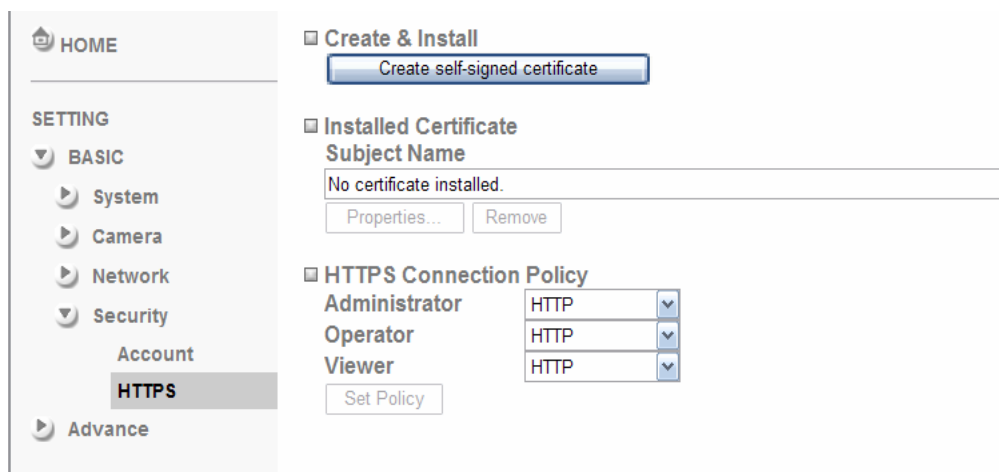 HOME
SETTING
BASIC
System
Camera
Network
Security
Account
HTTPS
Advance
Create & Install
Create self-signed certificate
Installed Certificate
Subject Name
No certificate installed.
Properties... Remove
HTTPS Connection Policy
Administrator HTTP
Operator HTTP
Viewer HTTP
Set Policy